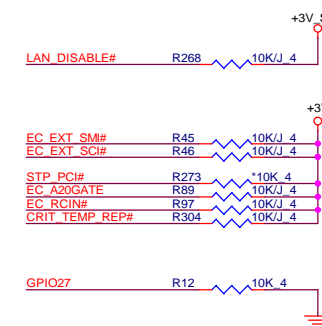 +3V_S
LAN_DISABLE# R268 10K/J_4
+3
EC_EXT_SMI# R45 10K/J_4
EC_EXT_SCI# R46 10K/J_4
STP_PCI# R273 *10K_4
EC_A20GATE R89 10K/J_4
EC_RCIN# R97 10K/J_4
CRIT_TEMP_REP# R304 10K/J_4
GPIO27 R12 10K_4